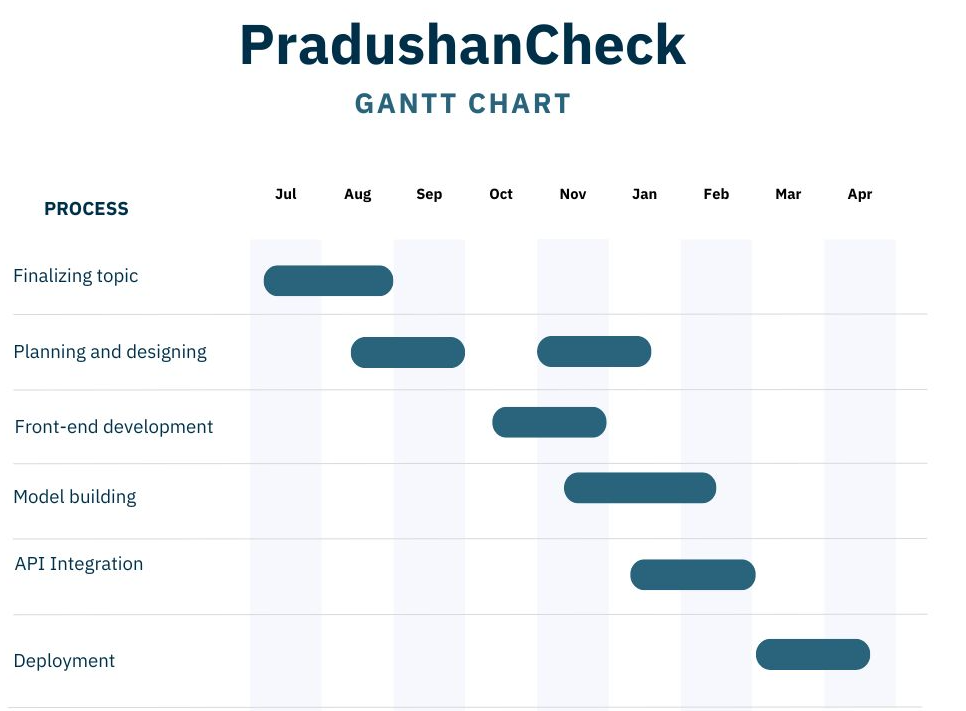 PradushanCheck
GANTT CHART
PROCESS
Jul Aug Sep Oct Nov Jan Feb Mar Apr
Finalizing topic
Planning and designing
Front-end development
Model building
API Integration
Deployment